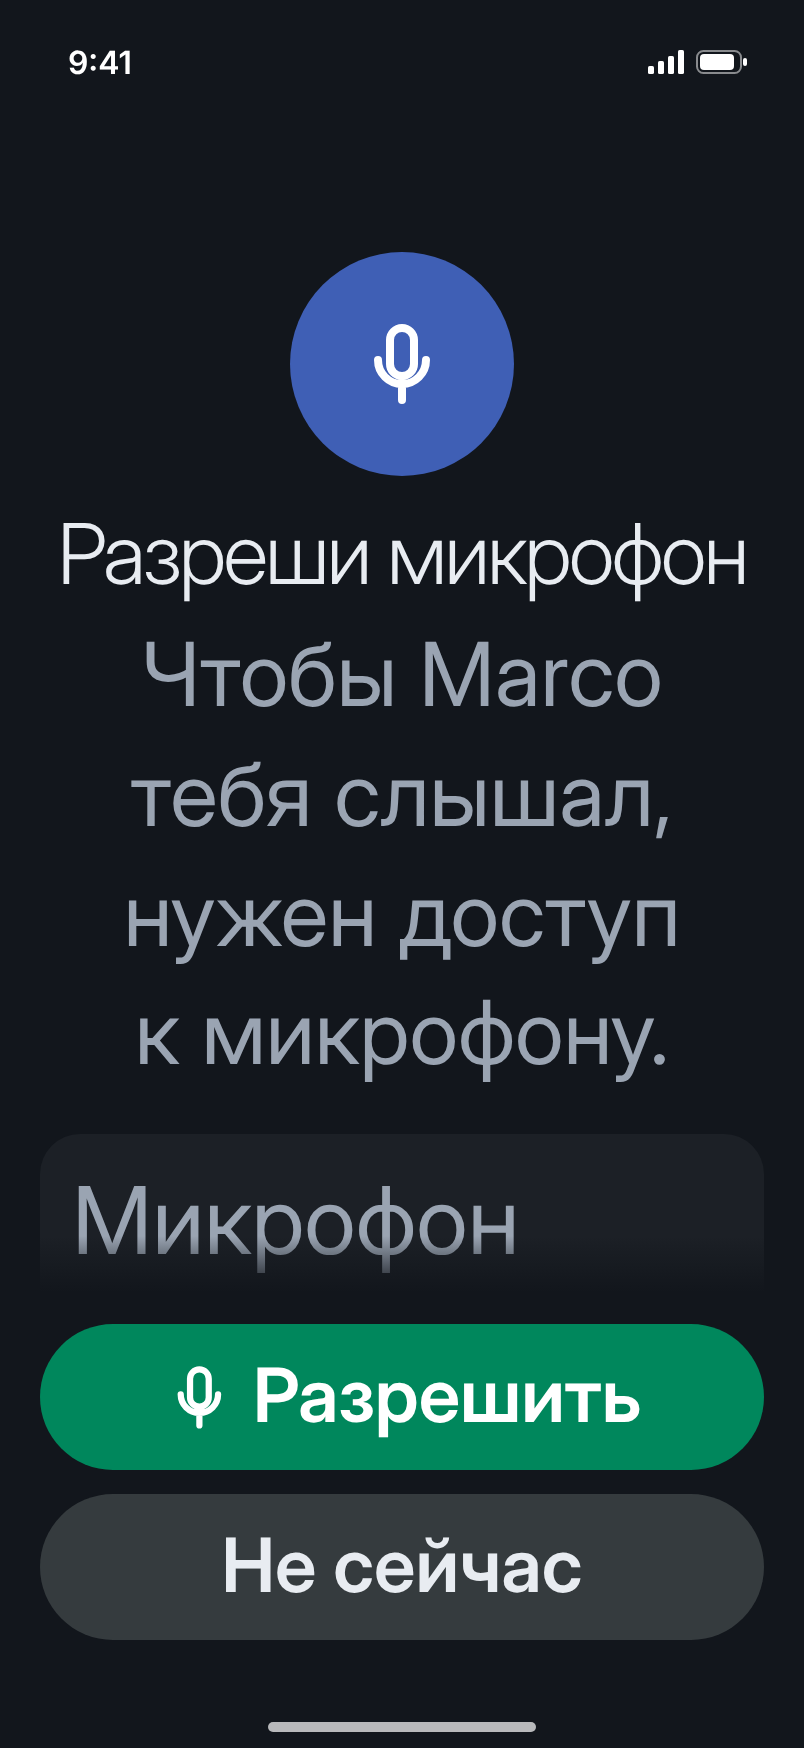 9:41
Разреши микрофон
Чтобы Marco
тебя слышал,
нужен доступ
к микрофону.
Микрофон
Разрешить
Не сейчас